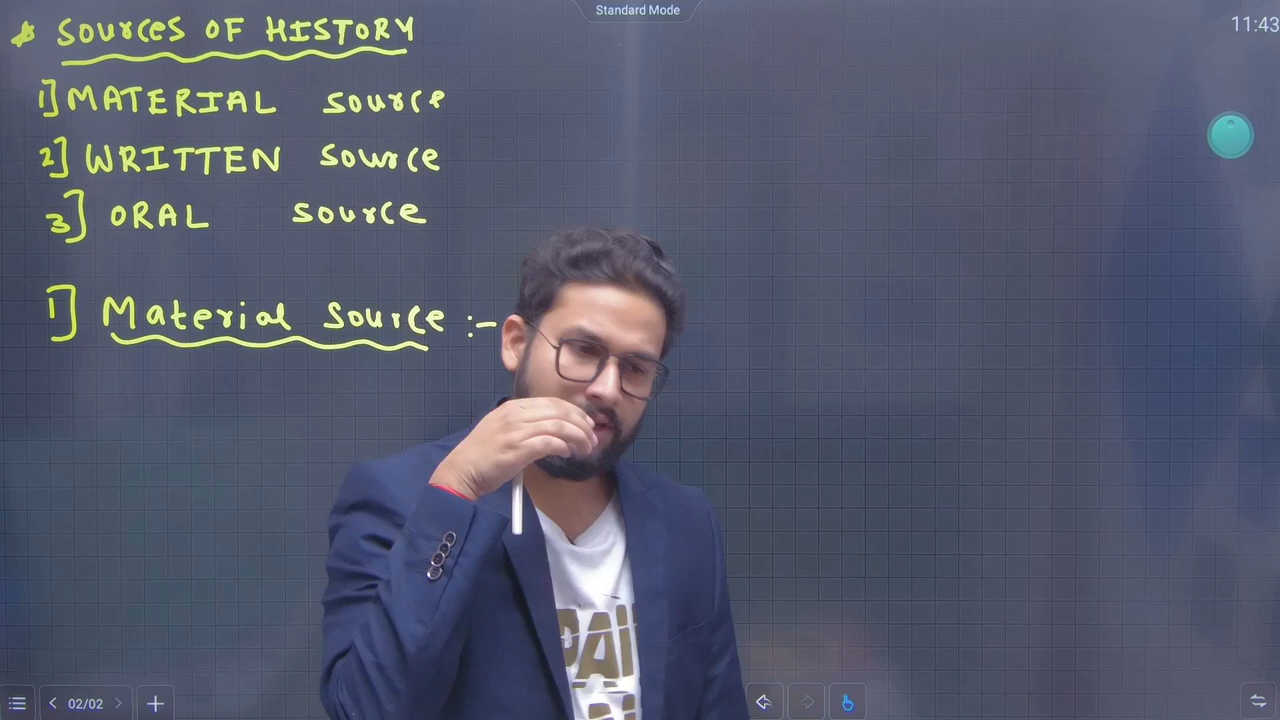 Standard Mode
11:43
* SOURCES OF HISTORY
1] MATERIAL source
2] WRITTEN source
3] ORAL source
1] Material source :-
PAI
02/02